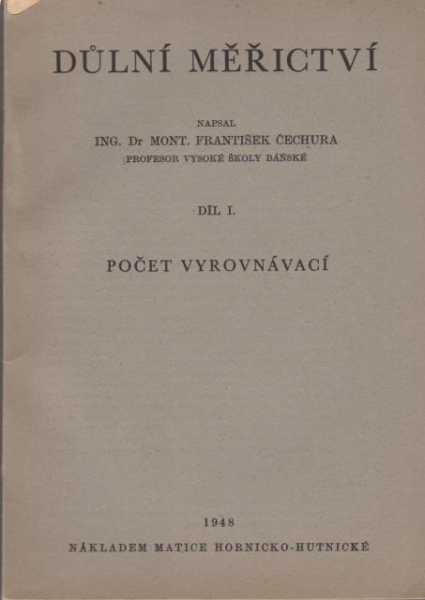 DŮLNÍ MĚŘICTVÍ
NAPSAL
ING. Dr MONT. FRANTIŠEK ČECHURA
PROFESOR VYSOKÉ ŠKOLY BÁŇSKÉ
DÍL I.
POČET VYROVNÁVACÍ
1948
NÁKLADEM MATICE HORNICKO-HUTNICKÉ